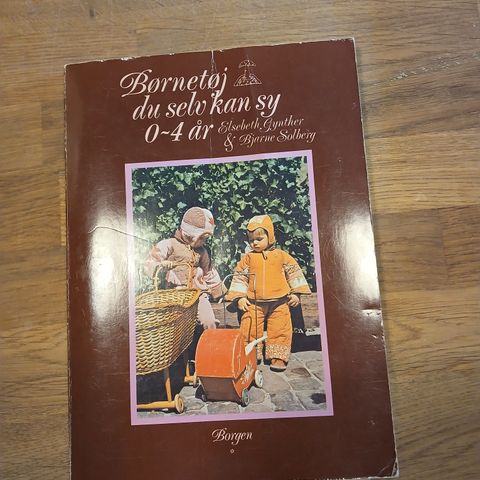 Børnetøj
du selv kan sy
0~4 år Elsebeth Gynther
& Bjarne Solberg
Borgen